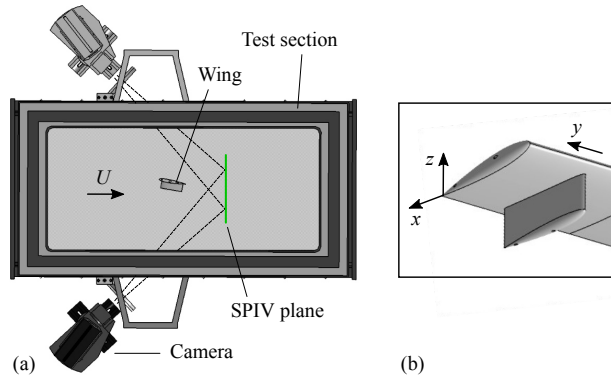 Test section
Wing
U
SPIV plane
Camera
(a)
y
z
x
(b)